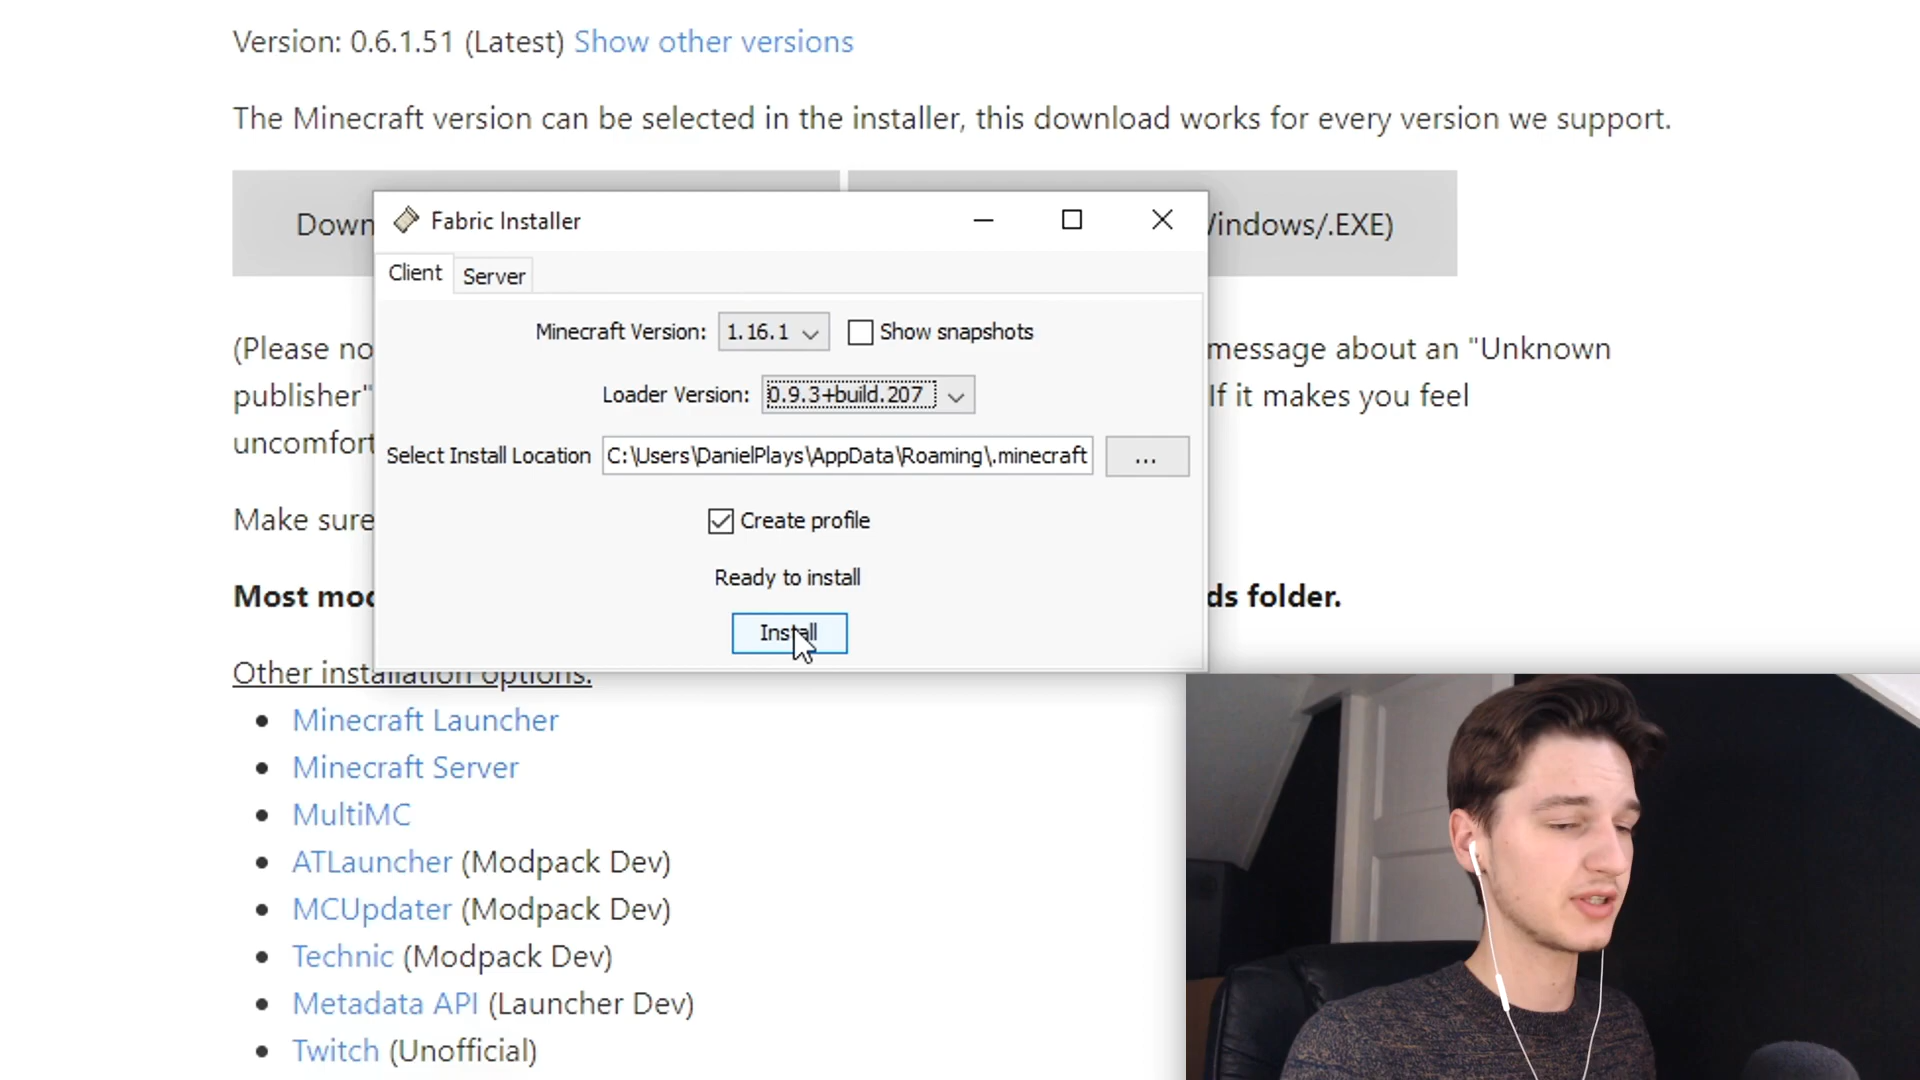 Version: 0.6.1.51 (Latest) Show other versions
The Minecraft version can be selected in the installer, this download works for every version we support.
Down
Windows/.EXE)
Fabric Installer
Client
Server
Minecraft Version: 1.16.1 Show snapshots
Loader Version: 0.9.3+build.207
Select Install Location C:\Users\DanielPlays\AppData\Roaming\.minecraft ...
Create profile
Ready to install
Install
(Please no
message about an "Unknown
publisher"
If it makes you feel
uncomfort
Make sure
Most mod
ds folder.
Other installation options:
• Minecraft Launcher
• Minecraft Server
• MultiMC
• ATLauncher (Modpack Dev)
• MCUpdater (Modpack Dev)
• Technic (Modpack Dev)
• Metadata API (Launcher Dev)
• Twitch (Unofficial)